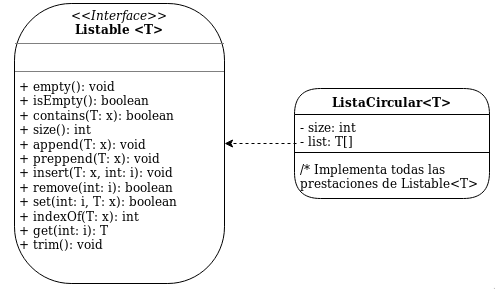 <<Interface>>
Listable <T>
+ empty(): void
+ isEmpty(): boolean
+ contains(T: x): boolean
+ size(): int
+ append(T: x): void
+ preppend(T: x): void
+ insert(T: x, int: i): void
+ remove(int: i): boolean
+ set(int: i, T: x): boolean
+ indexOf(T: x): int
+ get(int: i): T
+ trim(): void
ListaCircular<T>
- size: int
- list: T[]
/* Implementa todas las
prestaciones de Listable<T>